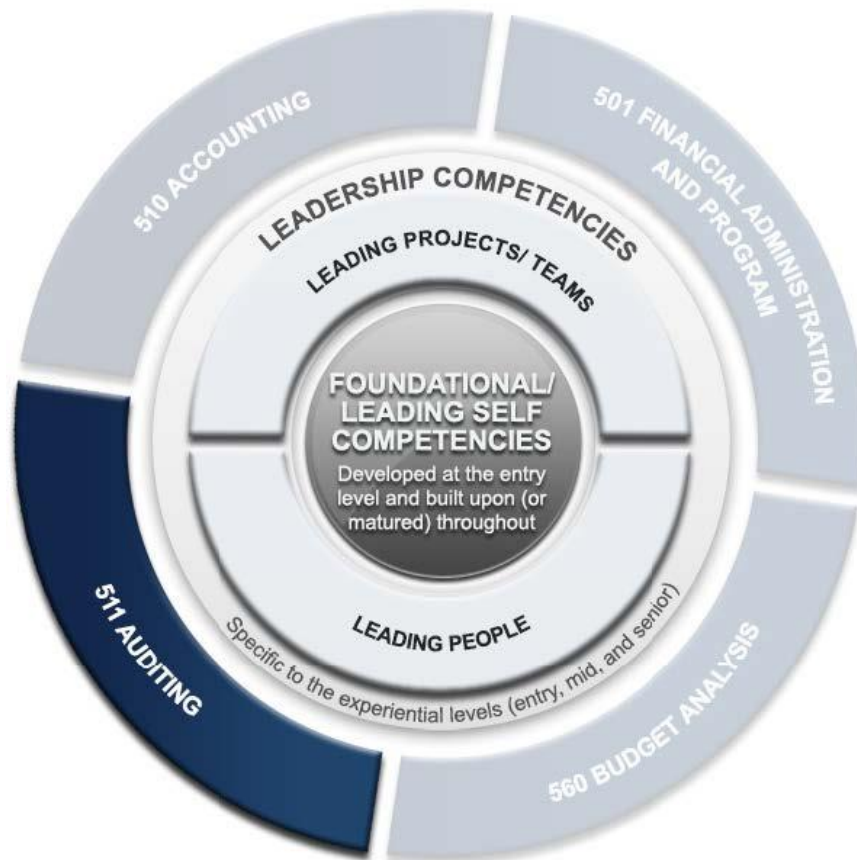 510 ACCOUNTING
501 FINANCIAL ADMINISTRATION
AND PROGRAM
LEADERSHIP COMPETENCIES
LEADING PROJECTS/ TEAMS
FOUNDATIONAL/
LEADING SELF
COMPETENCIES
Developed at the entry
level and built upon (or
matured) throughout
LEADING PEOPLE
Specific to the experiential levels (entry, mid, and senior)
511 AUDITING
560 BUDGET ANALYSIS